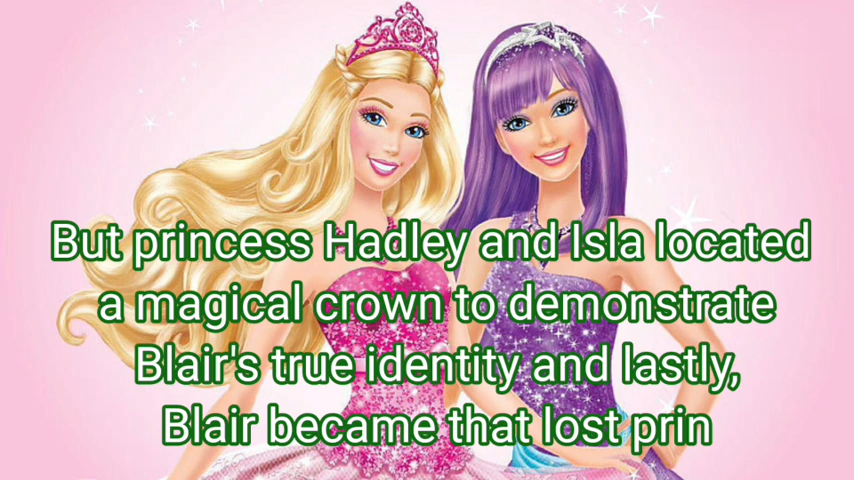 But princess Hadley and Isla located
a magical crown to demonstrate
Blair's true identity and lastly,
Blair became that lost prin